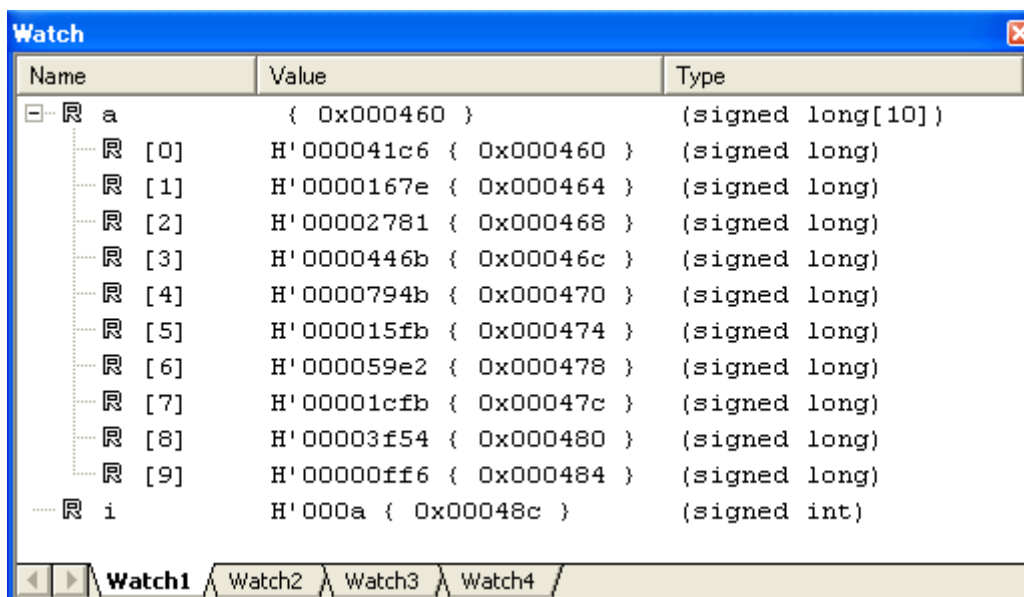 Watch
Name Value Type
R a { 0x000460 } (signed long[10])
R [0] H'000041c6 { 0x000460 } (signed long)
R [1] H'0000167e { 0x000464 } (signed long)
R [2] H'00002781 { 0x000468 } (signed long)
R [3] H'0000446b { 0x00046c } (signed long)
R [4] H'0000794b { 0x000470 } (signed long)
R [5] H'000015fb { 0x000474 } (signed long)
R [6] H'000059e2 { 0x000478 } (signed long)
R [7] H'00001cfb { 0x00047c } (signed long)
R [8] H'00003f54 { 0x000480 } (signed long)
R [9] H'00000ff6 { 0x000484 } (signed long)
R i H'000a { 0x00048c } (signed int)
Watch1 Watch2 Watch3 Watch4